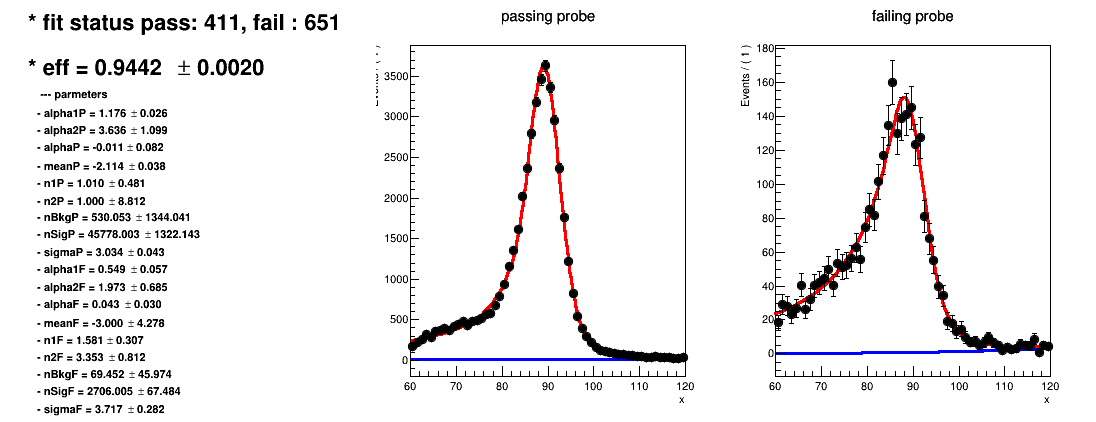 * fit status pass: 411, fail : 651
* eff = 0.9442 ± 0.0020
--- parmeters
- alpha1P = 1.176 ± 0.026
- alpha2P = 3.636 ± 1.099
- alphaP = -0.011 ± 0.082
- meanP = -2.114 ± 0.038
- n1P = 1.010 ± 0.481
- n2P = 1.000 ± 8.812
- nBkgP = 530.053 ± 1344.041
- nSigP = 45778.003 ± 1322.143
- sigmaP = 3.034 ± 0.043
- alpha1F = 0.549 ± 0.057
- alpha2F = 1.973 ± 0.685
- alphaF = 0.043 ± 0.030
- meanF = -3.000 ± 4.278
- n1F = 1.581 ± 0.307
- n2F = 3.353 ± 0.812
- nBkgF = 69.452 ± 45.974
- nSigF = 2706.005 ± 67.484
- sigmaF = 3.717 ± 0.282
passing probe
3500
3000
2500
2000
1500
1000
500
0
60 70 80 90 100 110 120
x
failing probe
Events / ( 1 )
180
160
140
120
100
80
60
40
20
0
60 70 80 90 100 110 120
x